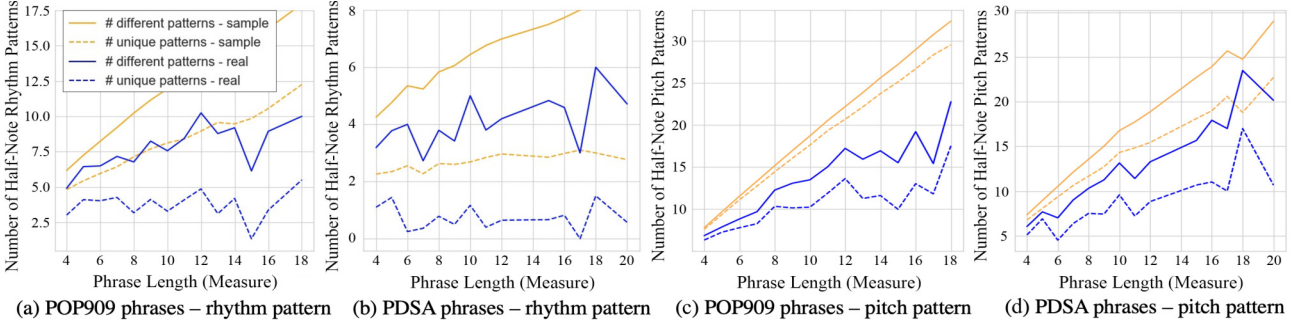 Number of Half-Note Rhythm Patterns
17.5
15.0
12.5
10.0
7.5
5.0
2.5
# different patterns - sample
# unique patterns - sample
# different patterns - real
# unique patterns - real
4 6 8 10 12 14 16 18
Phrase Length (Measure)
(a) POP909 phrases – rhythm pattern
Number of Half-Note Rhythm Patterns
8
6
4
2
0
4 6 8 10 12 14 16 18 20
Phrase Length (Measure)
(b) PDSA phrases – rhythm pattern
Number of Half-Note Pitch Patterns
30
25
20
15
10
4 6 8 10 12 14 16 18
Phrase Length (Measure)
(c) POP909 phrases – pitch pattern
Number of Half-Note Pitch Patterns
30
25
20
15
10
5
4 6 8 10 12 14 16 18 20
Phrase Length (Measure)
(d) PDSA phrases – pitch pattern